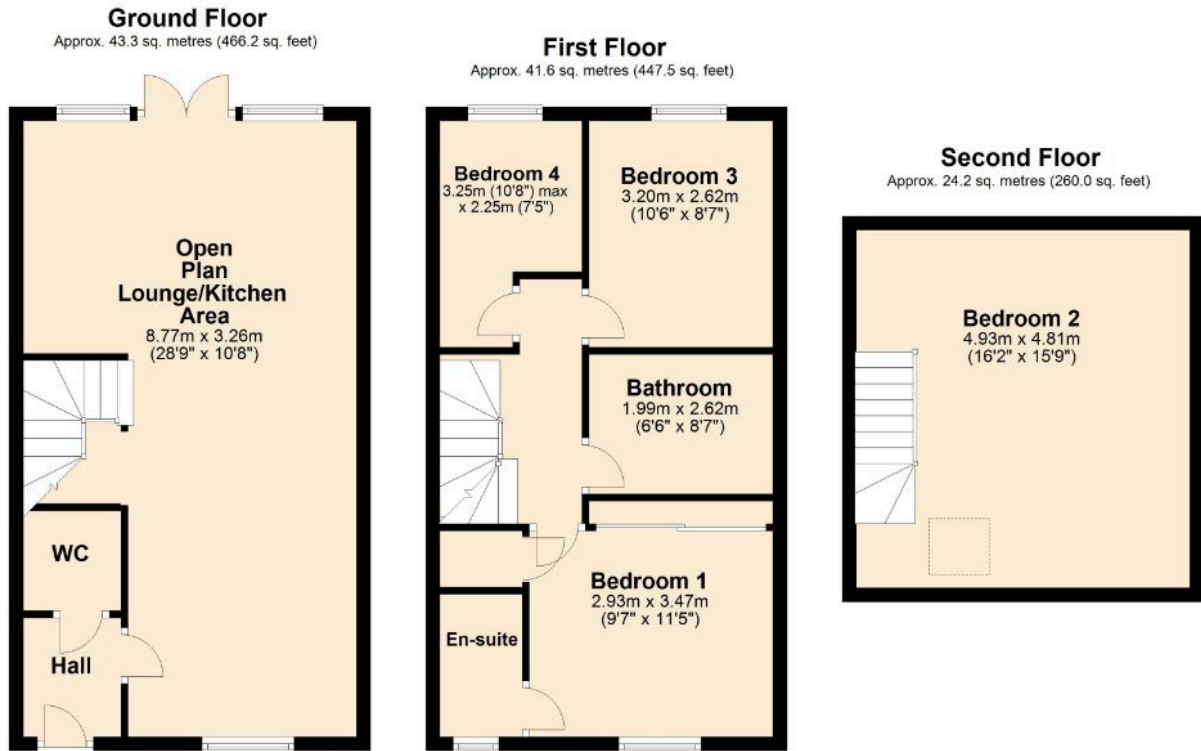 Ground Floor
Approx. 43.3 sq. metres (466.2 sq. feet)
Open
Plan
Lounge/Kitchen
Area
8.77m x 3.26m
(28'9" x 10'8")
WC
Hall
First Floor
Approx. 41.6 sq. metres (447.5 sq. feet)
Bedroom 4
3.25m (10'8") max
x 2.25m (7'5")
Bedroom 3
3.20m x 2.62m
(10'6" x 8'7")
Bathroom
1.99m x 2.62m
(6'6" x 8'7")
Bedroom 1
2.93m x 3.47m
(9'7" x 11'5")
En-suite
Second Floor
Approx. 24.2 sq. metres (260.0 sq. feet)
Bedroom 2
4.93m x 4.81m
(16'2" x 15'9")